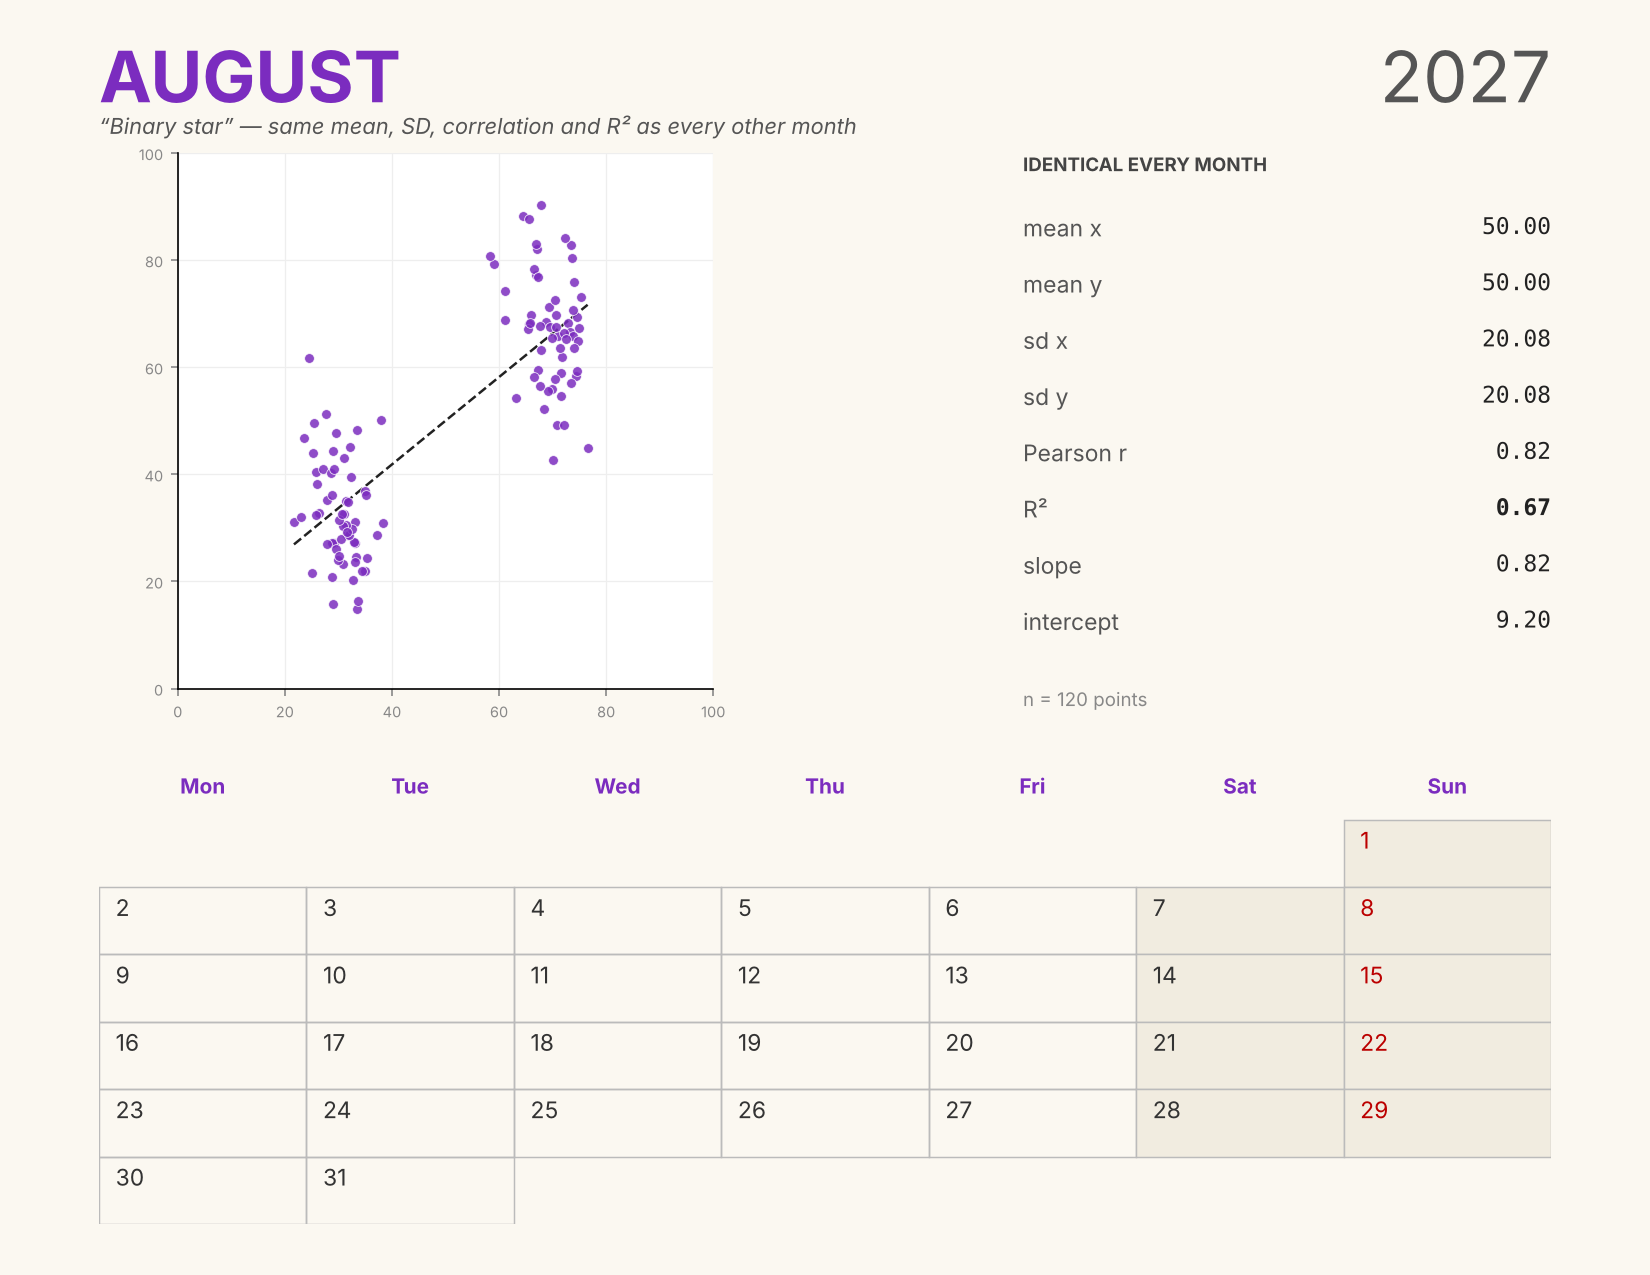 AUGUST 2027
“Binary star” — same mean, SD, correlation and R² as every other month
100
80
60
40
20
0
0 20 40 60 80 100
IDENTICAL EVERY MONTH
mean x 50.00
mean y 50.00
sd x 20.08
sd y 20.08
Pearson r 0.82
R² 0.67
slope 0.82
intercept 9.20
n = 120 points
Mon Tue Wed Thu Fri Sat Sun
1
2 3 4 5 6 7 8
9 10 11 12 13 14 15
16 17 18 19 20 21 22
23 24 25 26 27 28 29
30 31